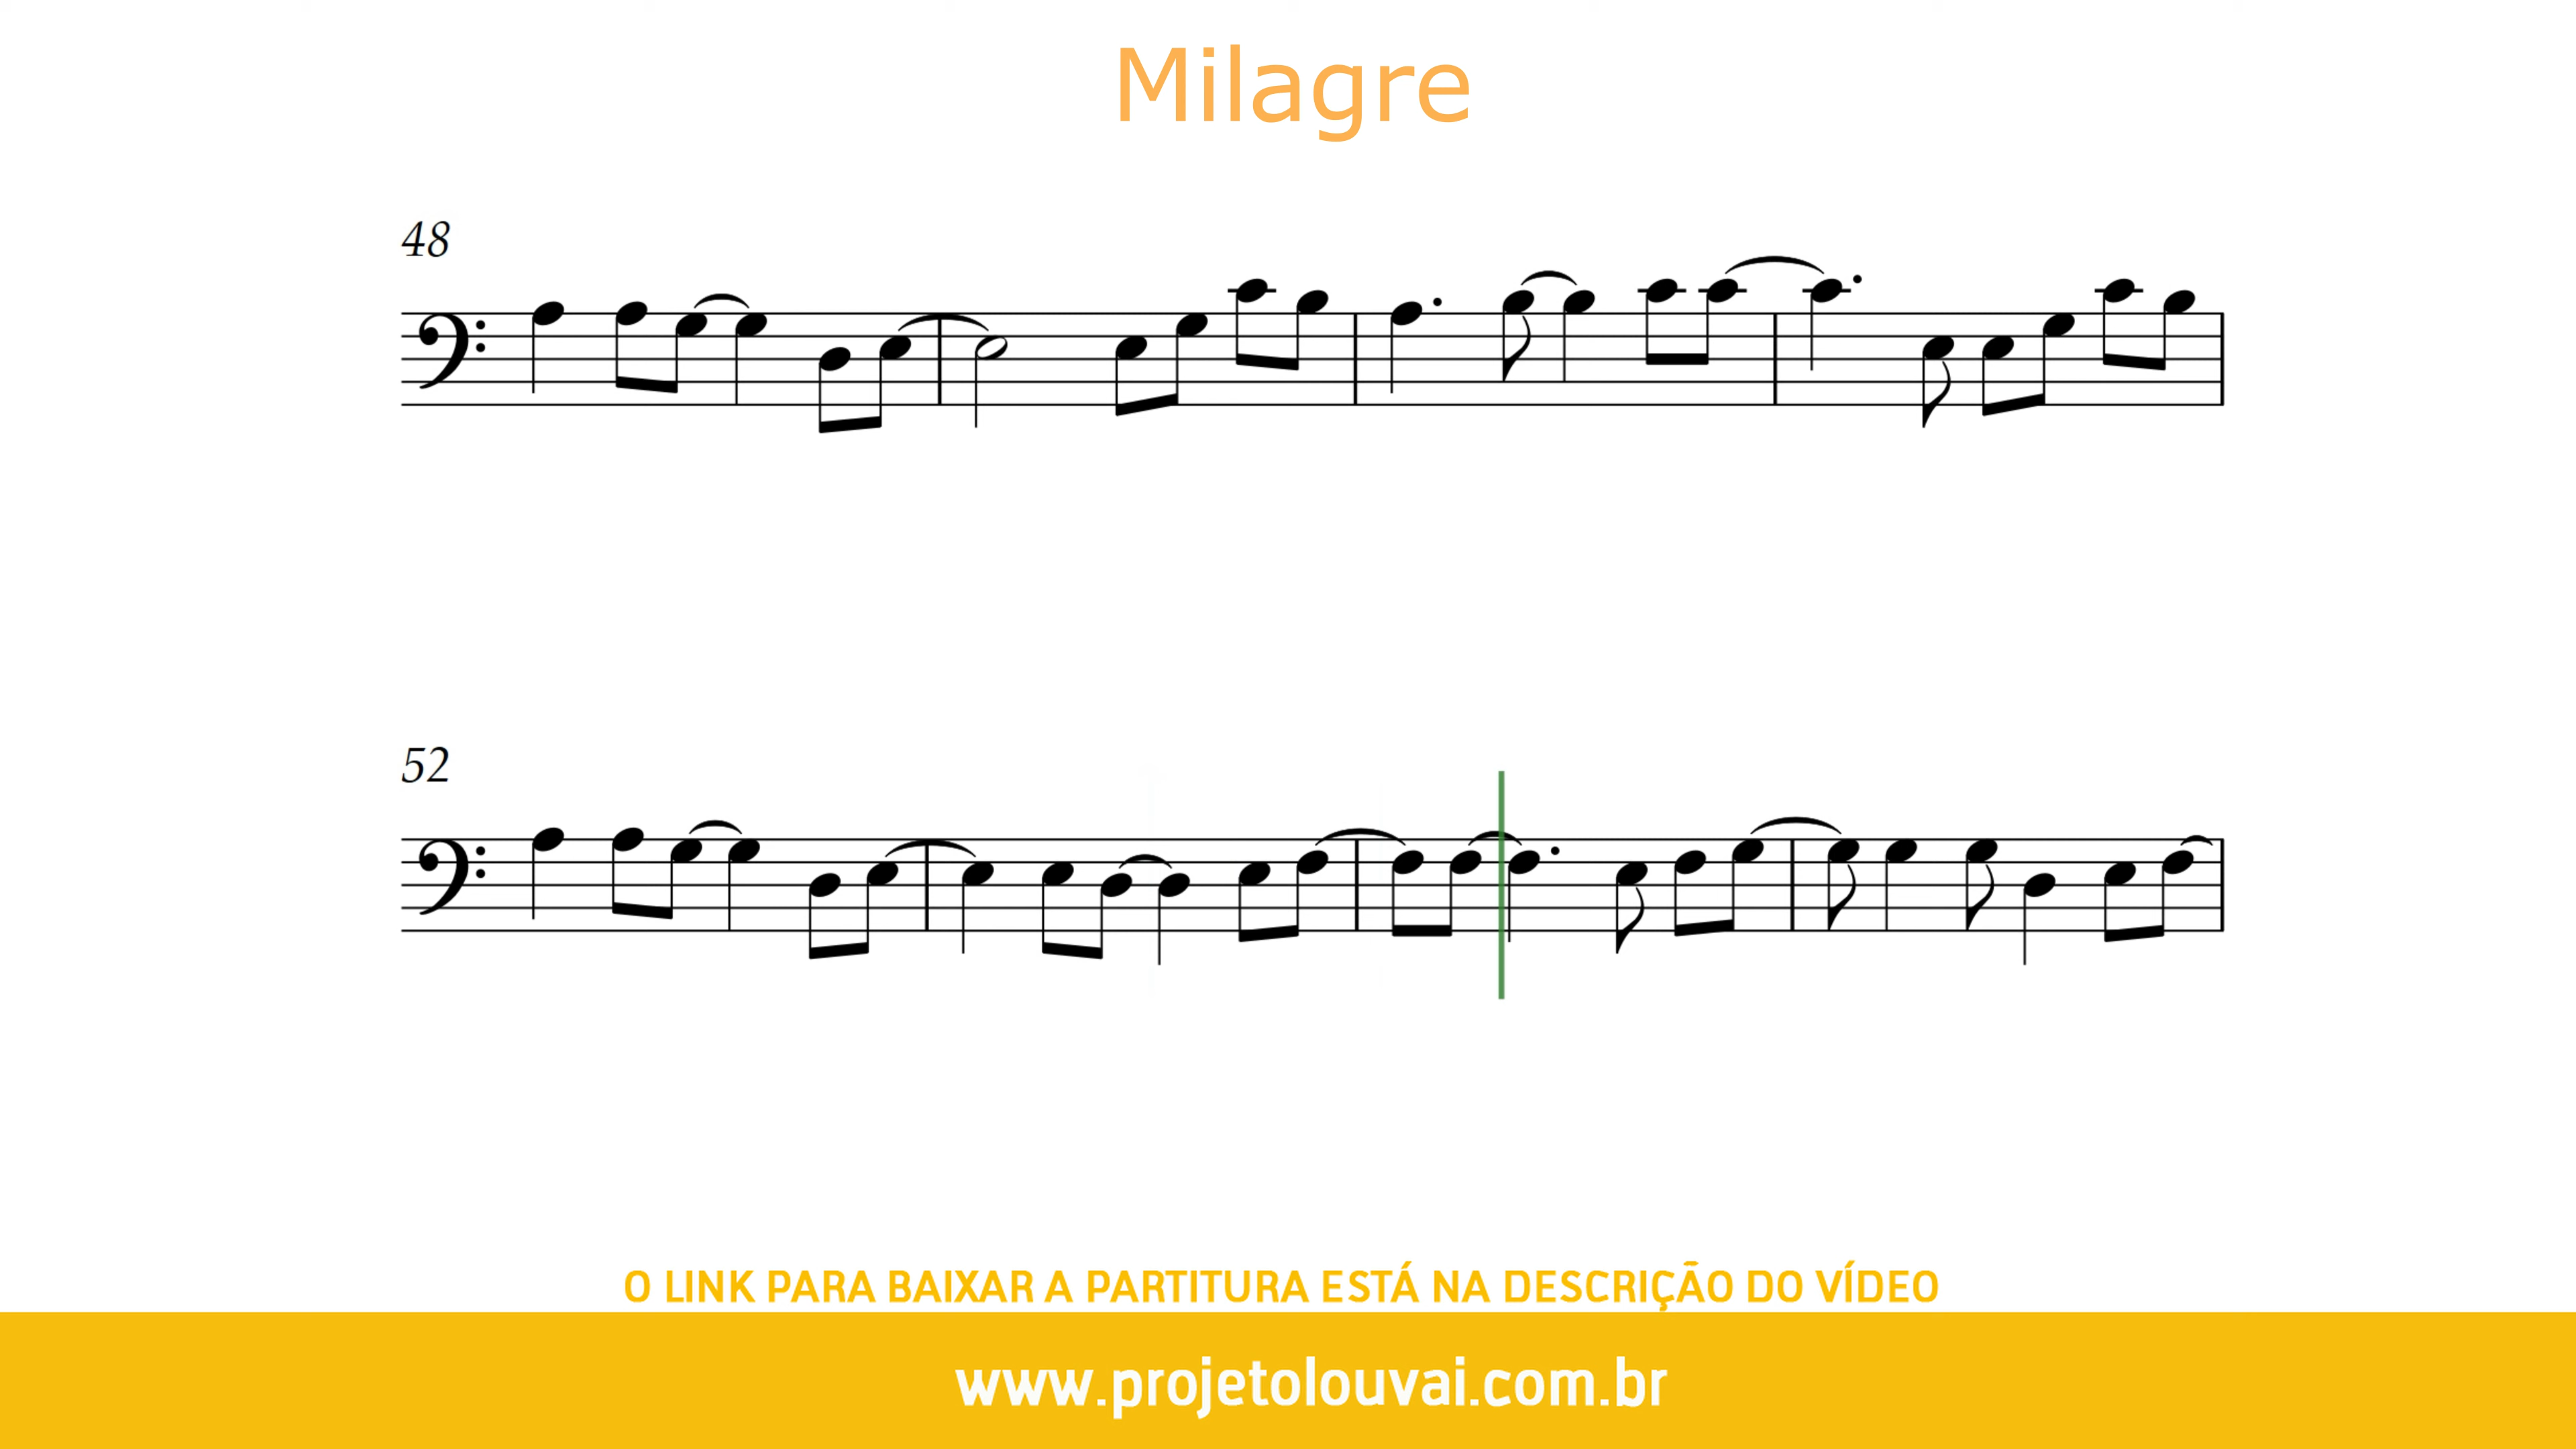 Milagre
48
52
O LINK PARA BAIXAR A PARTITURA ESTÁ NA DESCRIÇÃO DO VÍDEO
www.projetolouvai.com.br